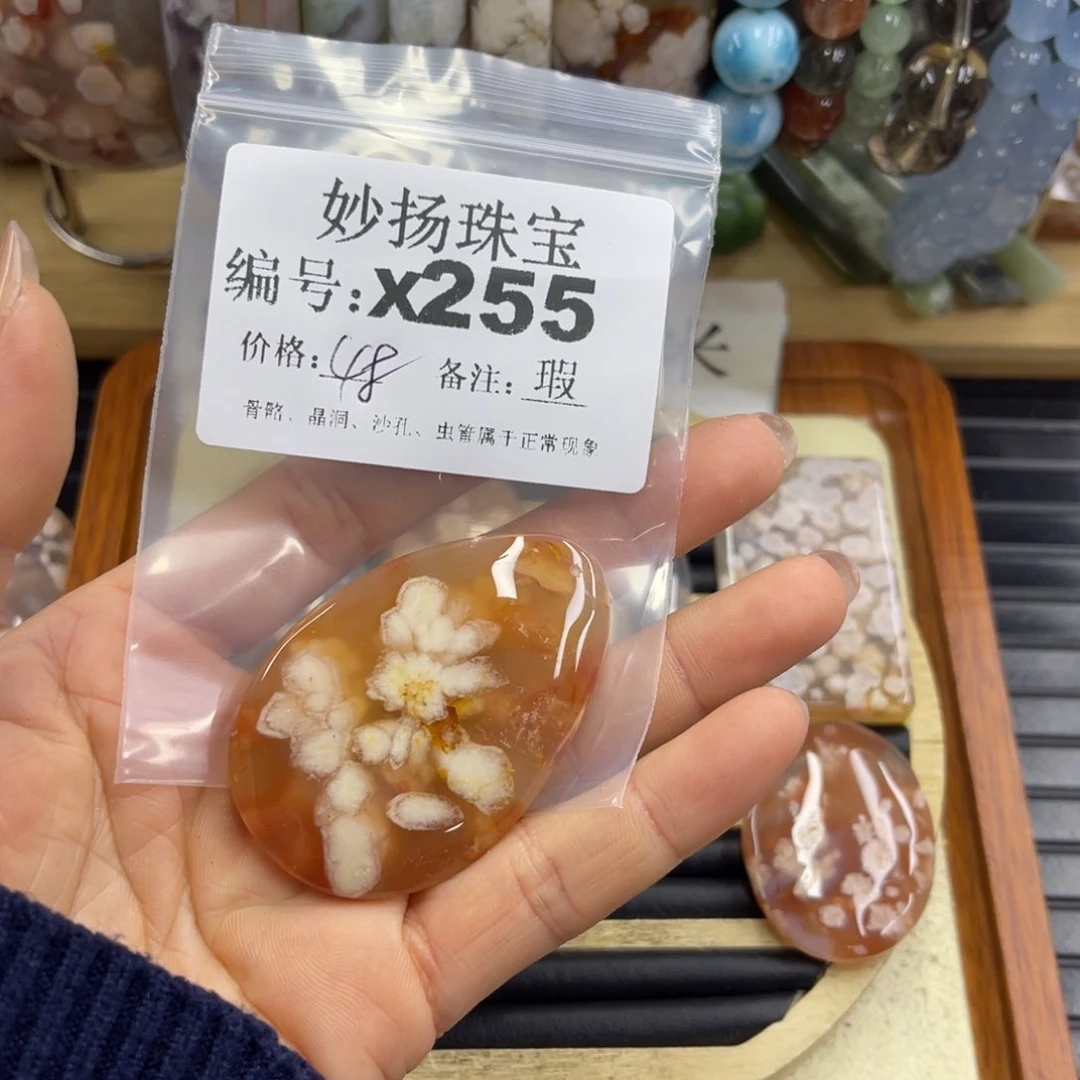 妙扬珠宝
编号:X255
价格:48 备注:瑕
骨骼、晶洞、沙孔、虫管属于正常现象